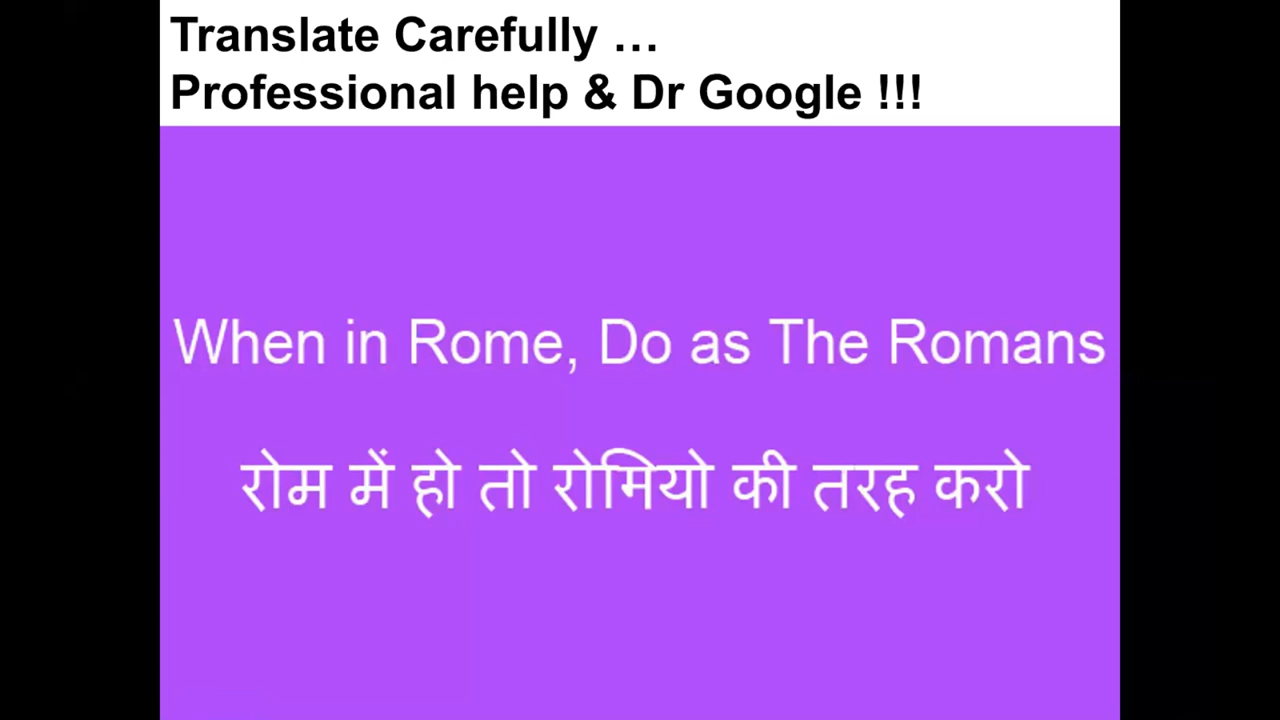 Translate Carefully …
Professional help & Dr Google !!!
When in Rome, Do as The Romans
रोम में हो तो रोमियो की तरह करो